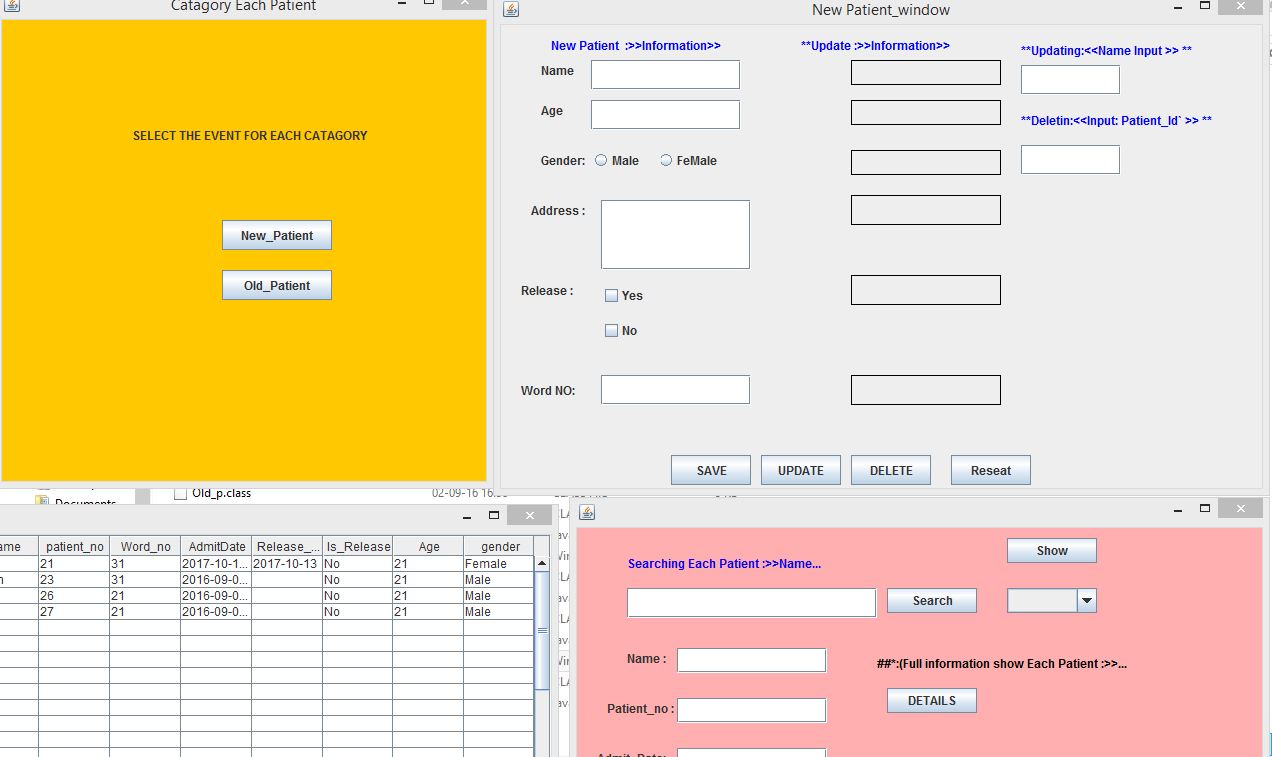 Catagory Each Patient
SELECT THE EVENT FOR EACH CATAGORY
New_Patient
Old_Patient
New Patient_window
New Patient :>>Information>>
**Update :>>Information>>
**Updating:<<Name Input >> **
Name
Age
**Deletin:<<Input: Patient_Id` >> **
Gender: Male FeMale
Address :
Release : Yes
No
Word NO:
SAVE UPDATE DELETE Reseat
Documents
Old_p.class
02-09-16 16
ame patient_no Word_no AdmitDate Release_... Is_Release Age gender
21 31 2017-10-1... 2017-10-13 No 21 Female
23 31 2016-09-0... No 21 Male
26 21 2016-09-0... No 21 Male
27 21 2016-09-0... No 21 Male
Searching Each Patient :>>Name...
Show
Search
Name :
##*:(Full information show Each Patient :>>...
Patient_no :
DETAILS